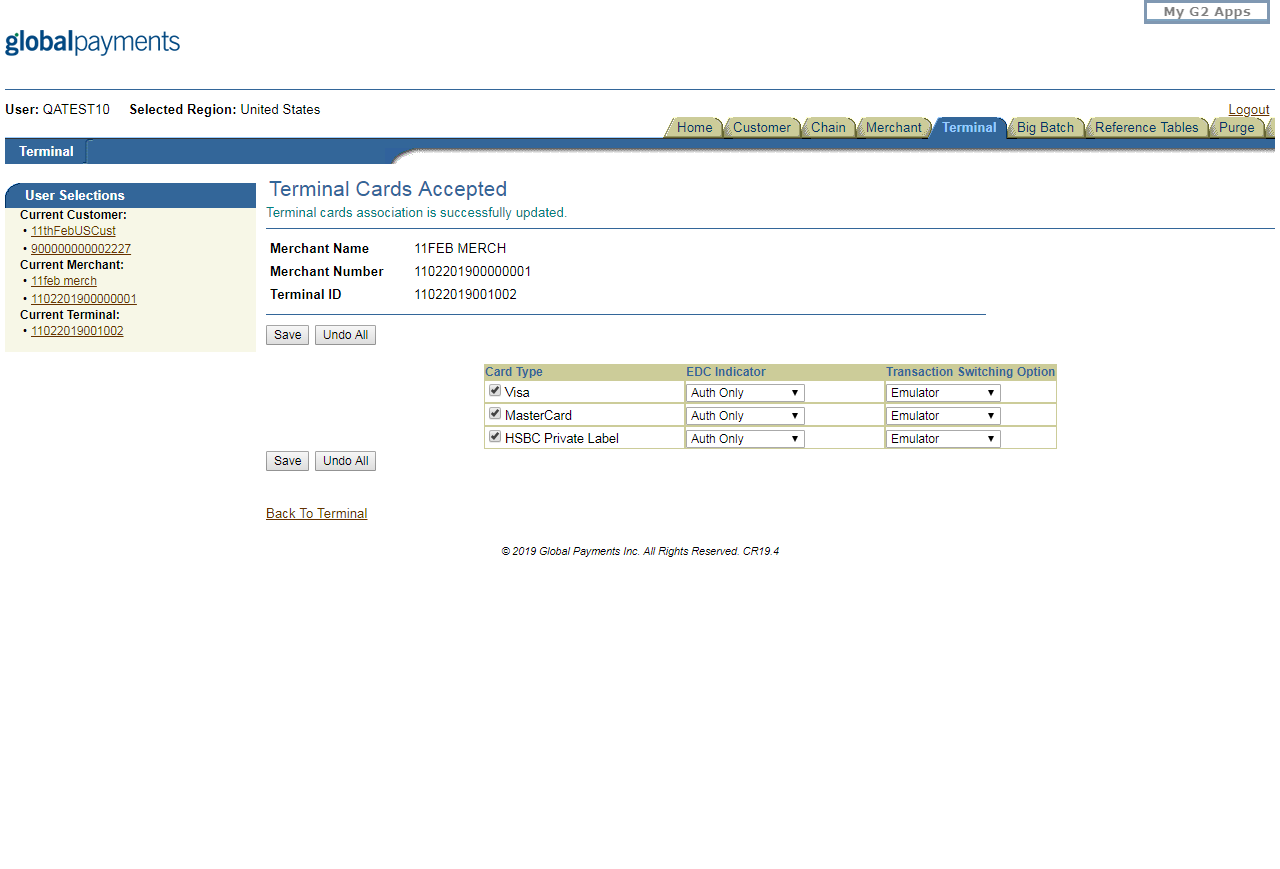 My G2 Apps
globalpayments
User: QATEST10 Selected Region: United States
Logout
Home Customer Chain Merchant Terminal Big Batch Reference Tables Purge
Terminal
User Selections
Current Customer:
• 11thFebUSCust
• 900000000002227
Current Merchant:
• 11feb merch
• 1102201900000001
Current Terminal:
• 11022019001002
Terminal Cards Accepted
Terminal cards association is successfully updated.
Merchant Name 11FEB MERCH
Merchant Number 1102201900000001
Terminal ID 11022019001002
Save Undo All
Card Type EDC Indicator Transaction Switching Option
Visa Auth Only Emulator
MasterCard Auth Only Emulator
HSBC Private Label Auth Only Emulator
Save Undo All
Back To Terminal
© 2019 Global Payments Inc. All Rights Reserved. CR19.4